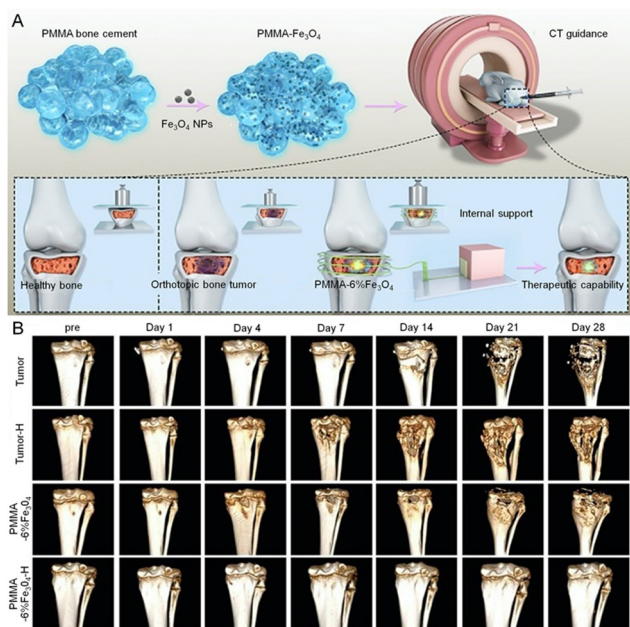 A
PMMA bone cement
PMMA-Fe₃O₄
CT guidance
Fe₃O₄ NPs
Internal support
Healthy bone
Orthotopic bone tumor
PMMA-6%Fe₃O₄
Therapeutic capability
B
pre
Day 1
Day 4
Day 7
Day 14
Day 21
Day 28
Tumor
Tumor-H
PMMA
-6%Fe₃0₄
PMMA
-6%Fe₃0₄-H